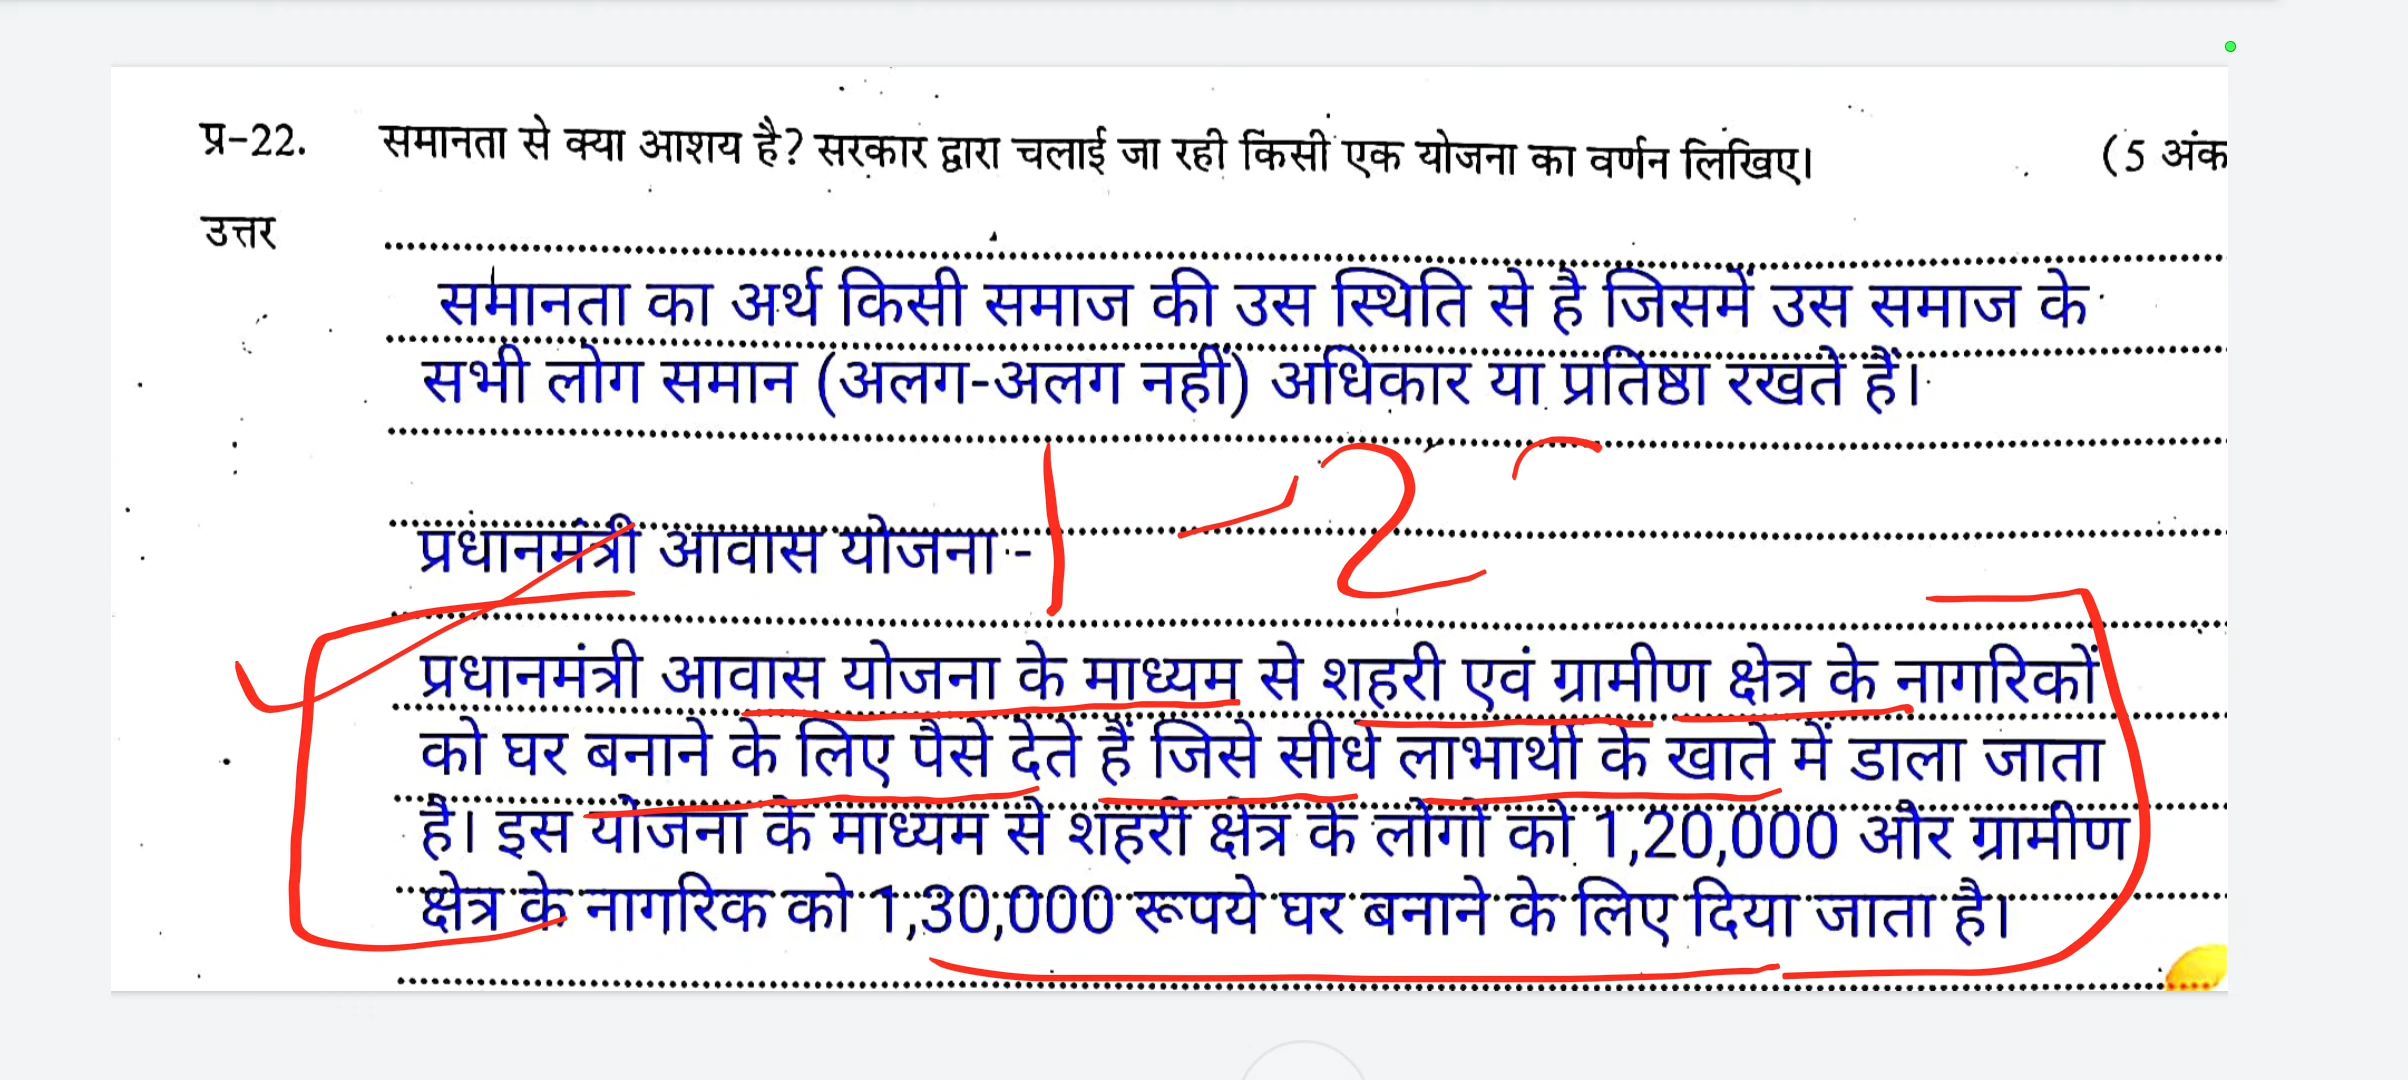 प्र-22. समानता से क्या आशय है? सरकार द्वारा चलाई जा रही किसी एक योजना का वर्णन लिखिए। (5 अंक
उत्तर
समानता का अर्थ किसी समाज की उस स्थिति से है जिसमें उस समाज के
सभी लोग समान (अलग-अलग नहीं) अधिकार या प्रतिष्ठा रखते हैं।
1 - 2
प्रधानमंत्री आवास योजना :-
प्रधानमंत्री आवास योजना के माध्यम से शहरी एवं ग्रामीण क्षेत्र के नागरिकों
को घर बनाने के लिए पैसे देते हैं जिसे सीधे लाभार्थी के खाते में डाला जाता
है। इस योजना के माध्यम से शहरी क्षेत्र के लोगों को 1,20,000 और ग्रामीण
क्षेत्र के नागरिक को 1,30,000 रूपये घर बनाने के लिए दिया जाता है।